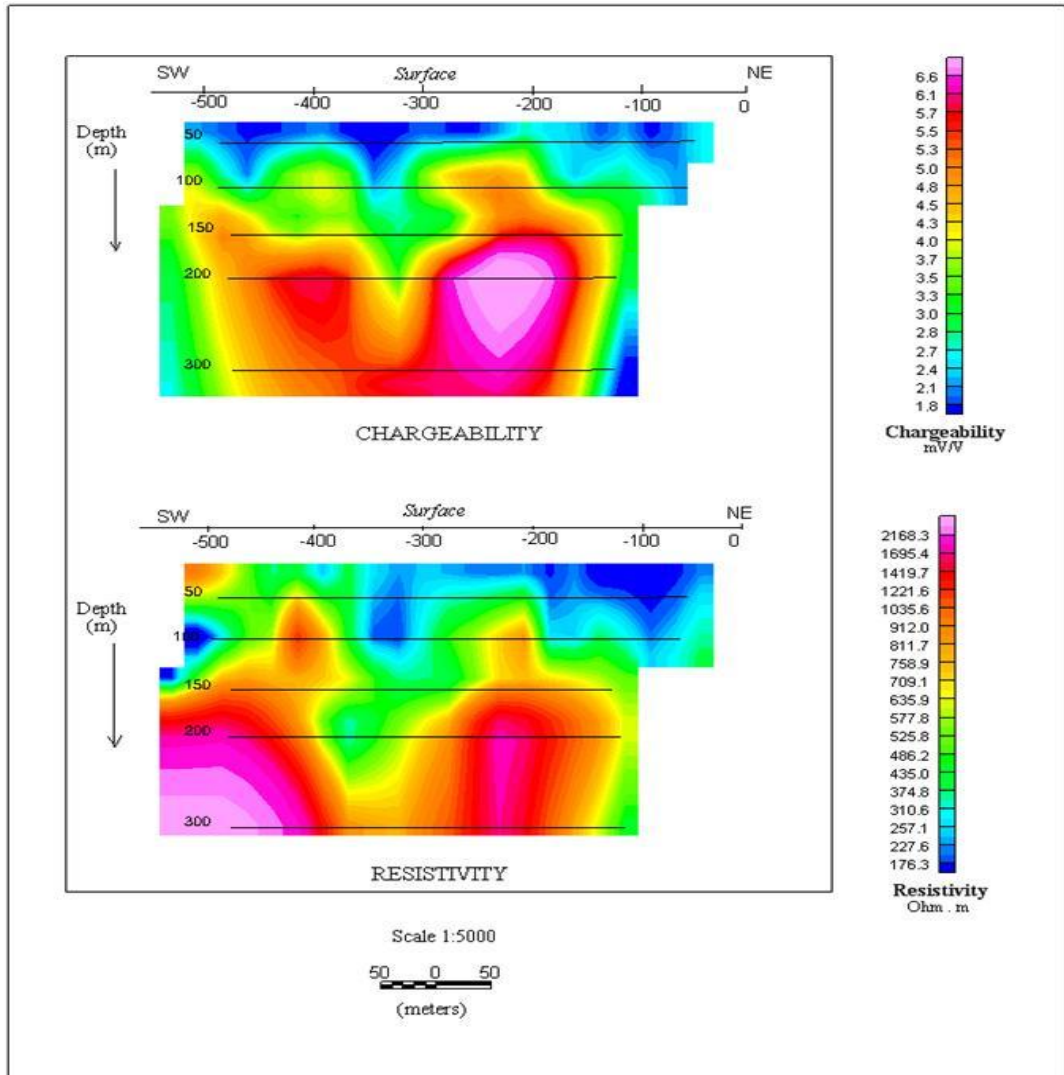 SW Surface NE
-500 -400 -300 -200 -100 0
Depth
(m)
50
100
150
200
300
CHARGEABILITY
6.6
6.1
5.7
5.5
5.3
5.0
4.8
4.5
4.3
4.0
3.7
3.5
3.3
3.0
2.8
2.7
2.4
2.1
1.8
Chargeability
mV/V
SW Surface NE
-500 -400 -300 -200 -100 0
Depth
(m)
50
100
150
200
300
RESISTIVITY
2168.3
1695.4
1419.7
1221.6
1035.6
912.0
811.7
758.9
709.1
635.9
577.8
525.8
486.2
435.0
374.8
310.6
257.1
227.6
176.3
Resistivity
Ohm . m
Scale 1:5000
50 0 50
(meters)